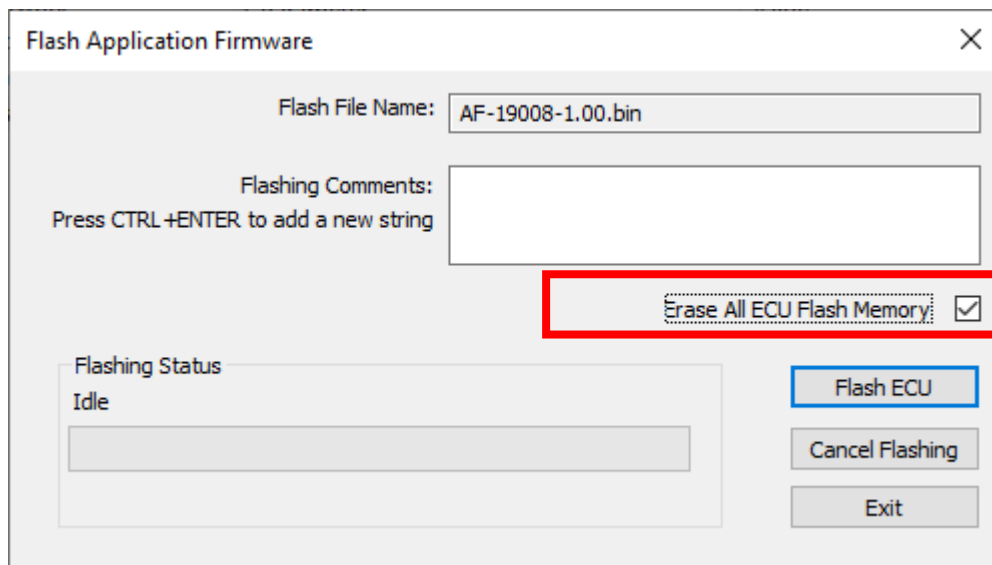 Flash Application Firmware
Flash File Name: AF-19008-1.00.bin
Flashing Comments:
Press CTRL+ENTER to add a new string
Erase All ECU Flash Memory
Flashing Status
Idle
Flash ECU
Cancel Flashing
Exit